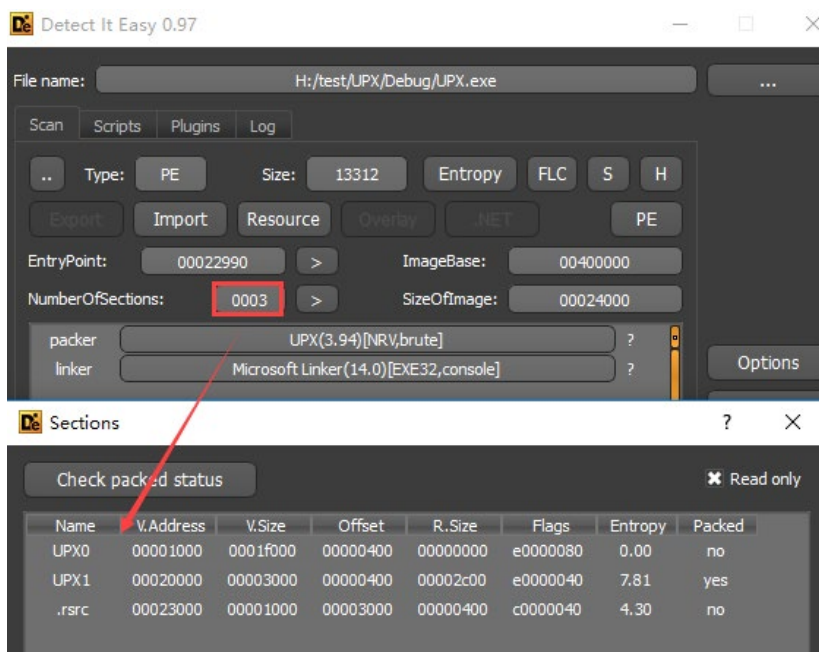 Detect It Easy 0.97
File name: H:/test/UPX/Debug/UPX.exe ...
Scan Scripts Plugins Log
.. Type: PE Size: 13312 Entropy FLC S H
Export Import Resource Overlay .NET PE
EntryPoint: 00022990 > ImageBase: 00400000
NumberOfSections: 0003 > SizeOfImage: 00024000
packer UPX(3.94)[NRV,brute] ?
linker Microsoft Linker(14.0)[EXE32,console] ?
Options
Sections ?
Check packed status Read only
Name V.Address V.Size Offset R.Size Flags Entropy Packed
UPX0 00001000 0001f000 00000400 00000000 e0000080 0.00 no
UPX1 00020000 00003000 00000400 00002c00 e0000040 7.81 yes
.rsrc 00023000 00001000 00003000 00000400 c0000040 4.30 no